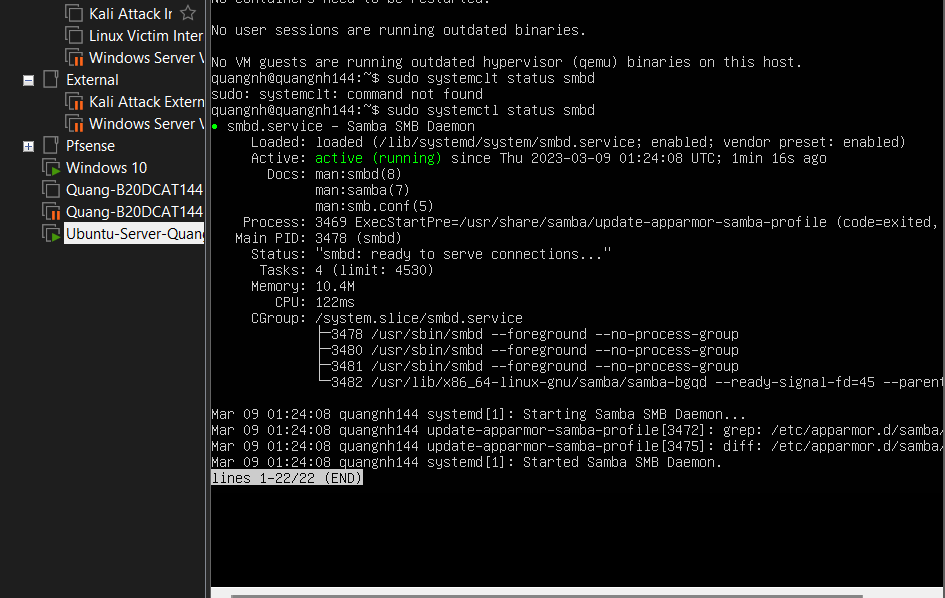 Kali Attack Ir
Linux Victim Inter
Windows Server V
External
Kali Attack Extern
Windows Server V
Pfsense
Windows 10
Quang-B20DCAT144
Quang-B20DCAT144
Ubuntu-Server-Quang
No containers need to be restarted.
No user sessions are running outdated binaries.
No VM guests are running outdated hypervisor (qemu) binaries on this host.
quangnh@quangnh144:~$ sudo systemclt status smbd
sudo: systemclt: command not found
quangnh@quangnh144:~$ sudo systemctl status smbd
● smbd.service - Samba SMB Daemon
Loaded: loaded (/lib/systemd/system/smbd.service; enabled; vendor preset: enabled)
Active: active (running) since Thu 2023-03-09 01:24:08 UTC; 1min 16s ago
Docs: man:smbd(8)
man:samba(7)
man:smb.conf(5)
Process: 3469 ExecStartPre=/usr/share/samba/update-apparmor-samba-profile (code=exited,
Main PID: 3478 (smbd)
Status: "smbd: ready to serve connections..."
Tasks: 4 (limit: 4530)
Memory: 10.4M
CPU: 122ms
CGroup: /system.slice/smbd.service
├─3478 /usr/sbin/smbd --foreground --no-process-group
├─3480 /usr/sbin/smbd --foreground --no-process-group
├─3481 /usr/sbin/smbd --foreground --no-process-group
└─3482 /usr/lib/x86_64-linux-gnu/samba/samba-bgqd --ready-signal-fd=45 --parent
Mar 09 01:24:08 quangnh144 systemd[1]: Starting Samba SMB Daemon...
Mar 09 01:24:08 quangnh144 update-apparmor-samba-profile[3472]: grep: /etc/apparmor.d/samba/
Mar 09 01:24:08 quangnh144 update-apparmor-samba-profile[3475]: diff: /etc/apparmor.d/samba/
Mar 09 01:24:08 quangnh144 systemd[1]: Started Samba SMB Daemon.
lines 1-22/22 (END)